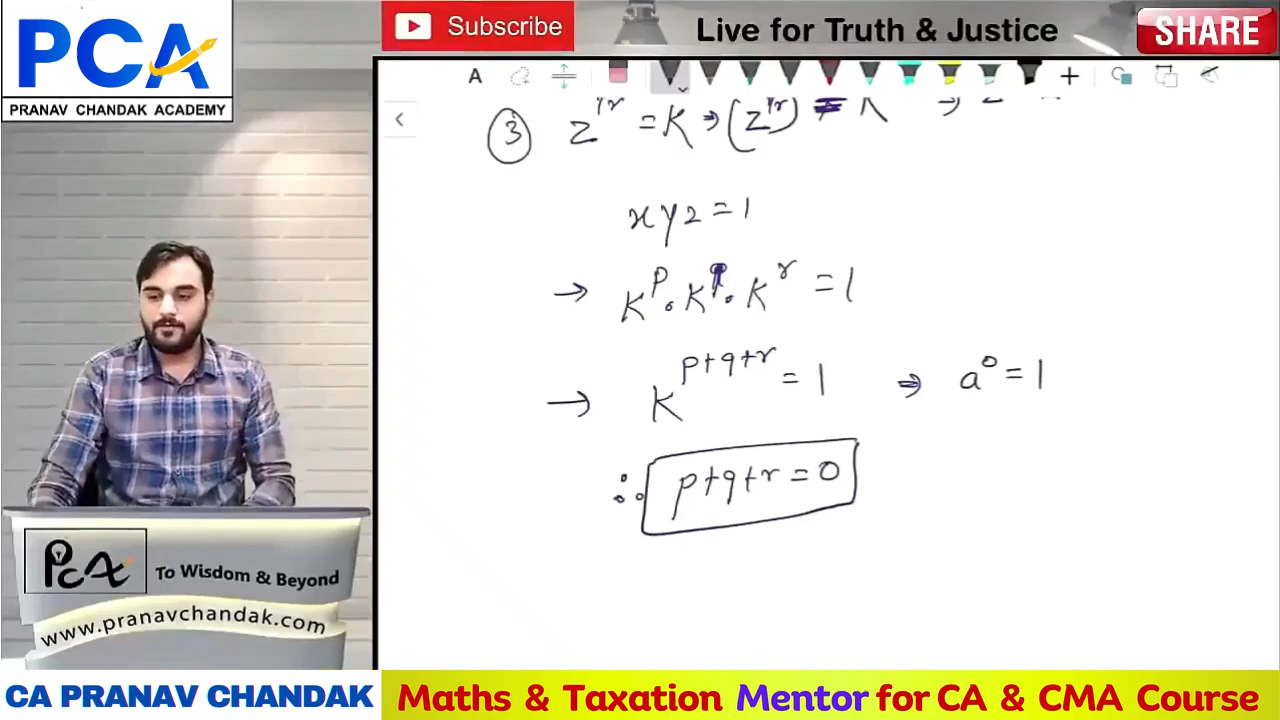 PCA
PRANAV CHANDAK ACADEMY
Subscribe
Live for Truth & Justice
SHARE
A
③ z^1/r = K ⇒ (z^1/r) = K
xyz = 1
→ K^p . K^q . K^r = 1
→ K^p+q+r = 1 ⇒ a^0 = 1
∴ p+q+r = 0
PCA To Wisdom & Beyond
www.pranavchandak.com
CA PRANAV CHANDAK
Maths & Taxation Mentor for CA & CMA Course